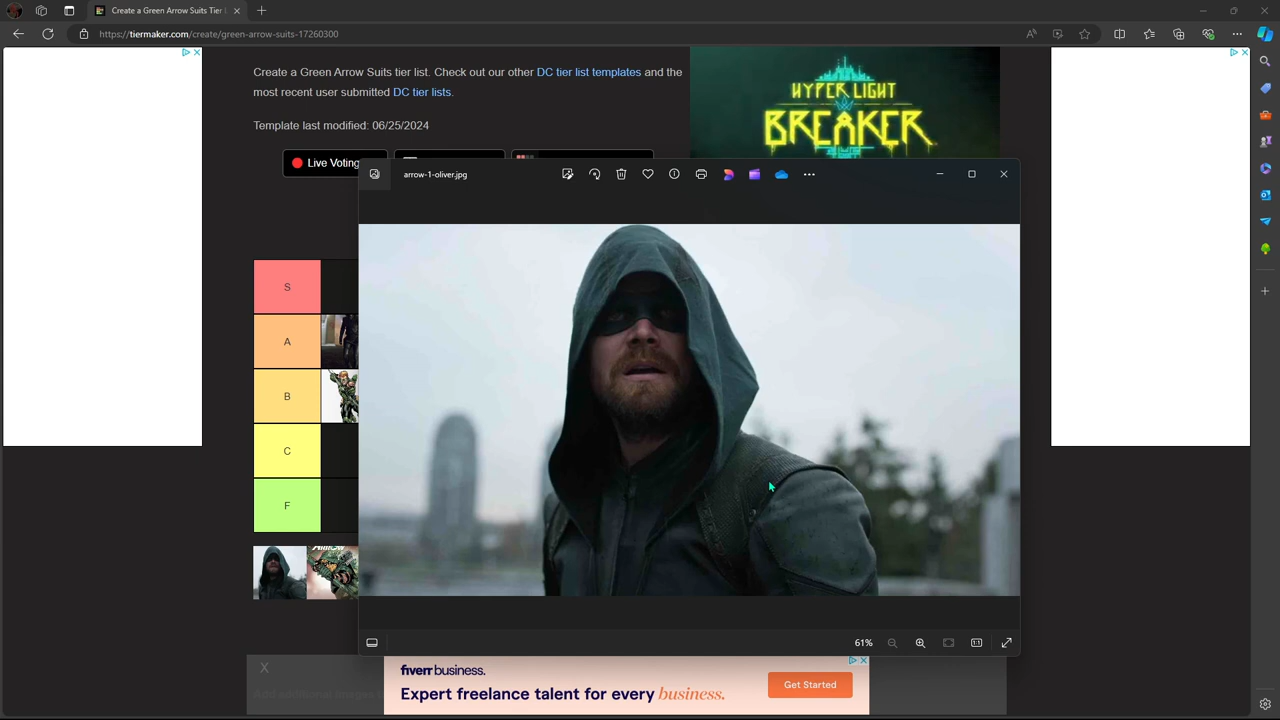 Create a Green Arrow Suits Tier L
https://tiermaker.com/create/green-arrow-suits-17260300
Create a Green Arrow Suits tier list. Check out our other DC tier list templates and the
most recent user submitted DC tier lists.
Template last modified: 06/25/2024
HYPER LIGHT
BREAKER
Live Voting
arrow-1-oliver.jpg
S
A
B
C
F
61%
X
fiverr business.
Expert freelance talent for every business.
Get Started